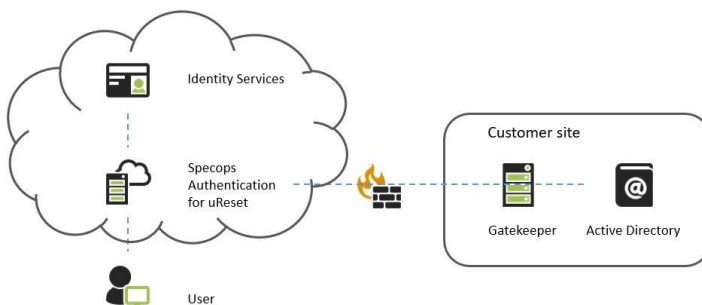 Identity Services
Specops
Authentication
for uReset
User
Customer site
Gatekeeper
Active Directory
@